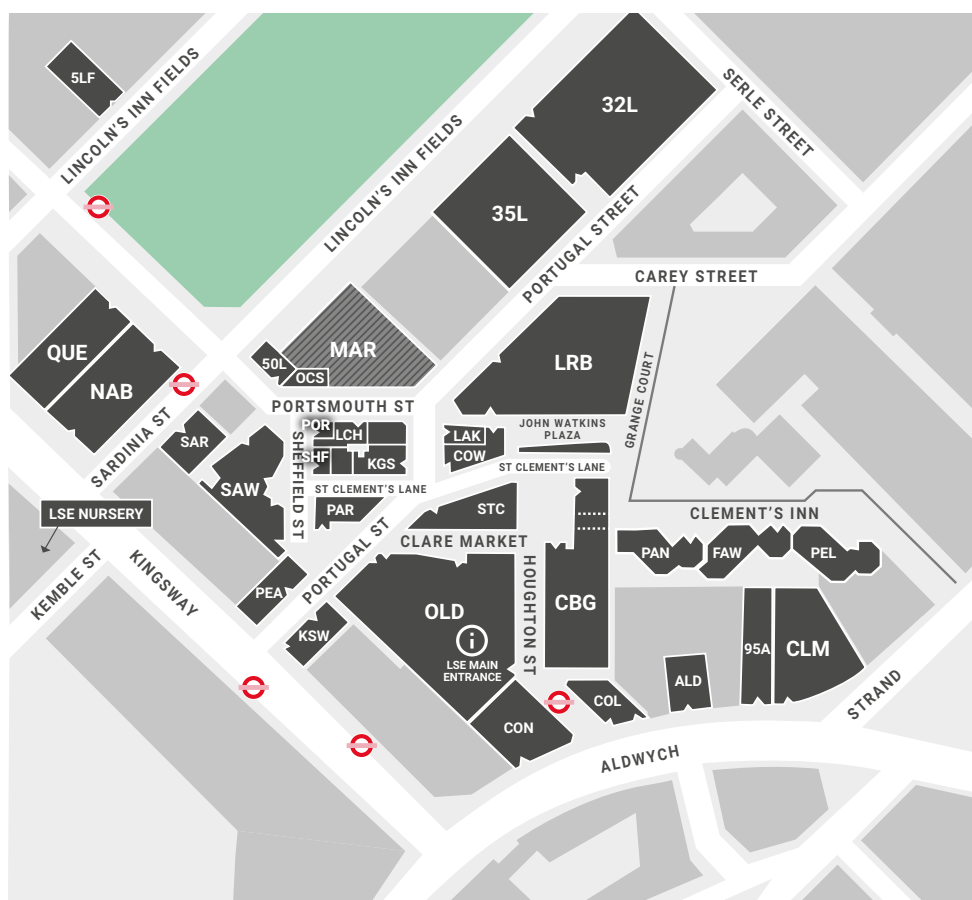 5LF
LINCOLN'S INN FIELDS
SERLE STREET
32L
LINCOLN'S INN FIELDS
35L
PORTUGAL STREET
CAREY STREET
QUE
NAB
50L
OCS
MAR
LRB
GRANGE COURT
PORTSMOUTH ST
SARDINIA ST
SAR
SHEFFIELD ST
POR
LCH
SHF
KGS
LAK
COW
JOHN WATKINS
PLAZA
ST CLEMENT'S LANE
SAW
ST CLEMENT'S LANE
PAR
STC
LSE NURSERY
CLEMENT'S INN
PORTUGAL ST
CLARE MARKET
PAN
FAW
PEL
KEMBLE ST
KINGSWAY
PEA
HOUGHTON ST
KSW
OLD
i
LSE MAIN
ENTRANCE
CBG
95A
CLM
ALD
COL
CON
STRAND
ALDWYCH